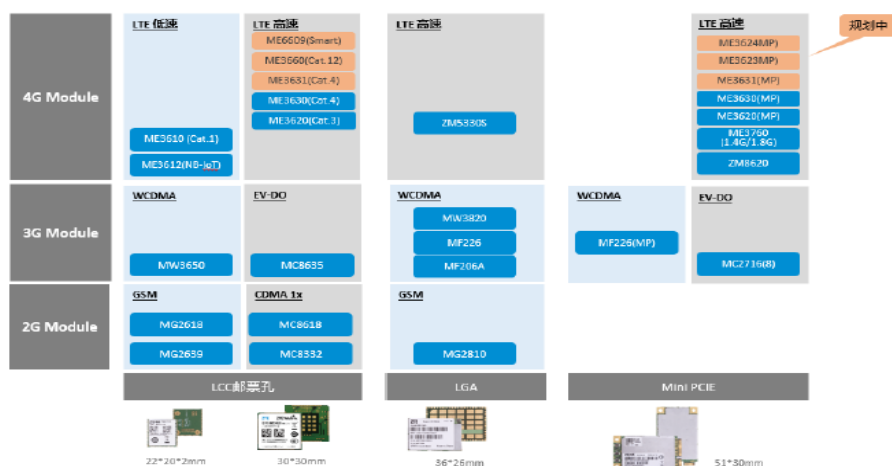 LTE 低速
LTE 高速
LTE 高速
LTE 高速
规划中
4G Module
ME6609(Smart)
ME3660(Cat.12)
ME3631(Cat.4)
ME3630(Cat.4)
ME3620(Cat.3)
ME3610 (Cat.1)
ME3612(NB-IoT)
ZM5330S
ME3624MP)
ME3623MP)
ME3631(MP)
ME3630(MP)
ME3620(MP)
ME3760
(1.4G/1.8G)
ZM8620
3G Module
WCDMA
EV-DO
WCDMA
WCDMA
EV-DO
MW3650
MC8635
MW3820
MF226
MF206A
MF226(MP)
MC2716(8)
2G Module
GSM
CDMA 1x
GSM
MG2618
MG2639
MC8618
MC8332
MG2810
LCC邮票孔
LGA
Mini PCIE
22*20*2mm
30*30mm
36*26mm
51*30mm